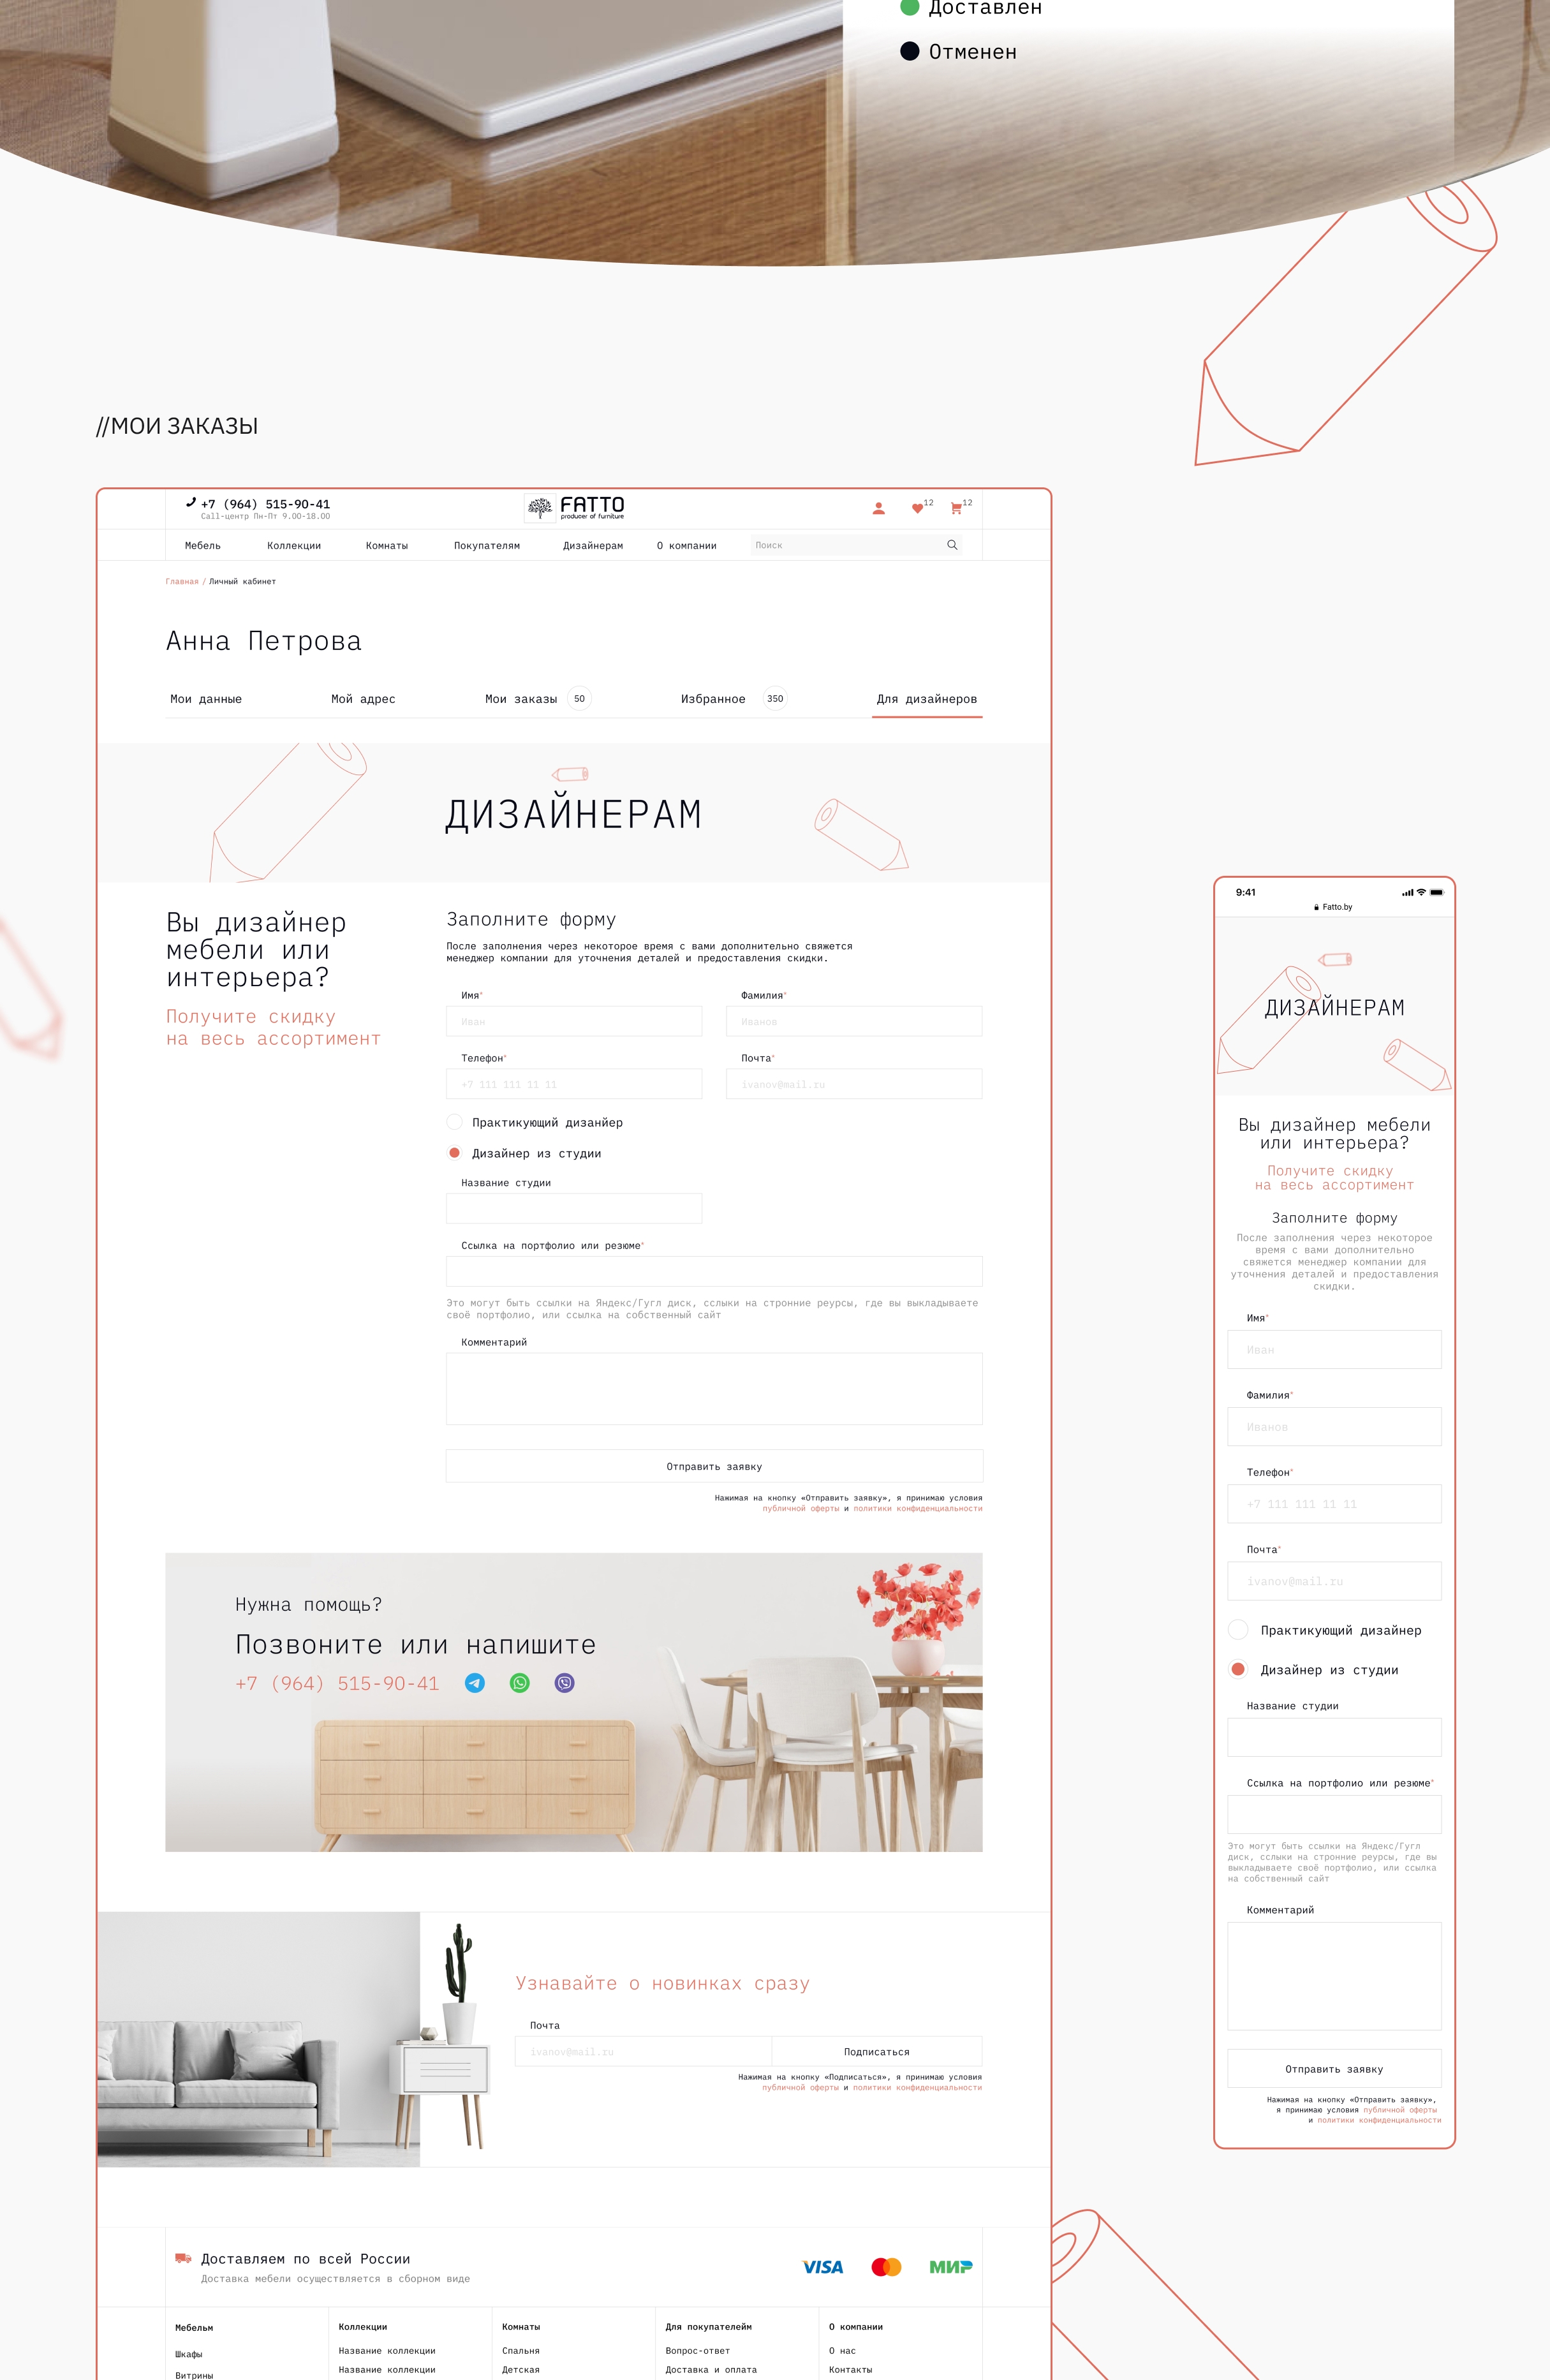 Доставлен
Отменен
//МОИ ЗАКАЗЫ
+7 (964) 515-90-41
Call-центр Пн-Пт 9.00-18.00
FATTO
producer of furniture
12
12
Мебель Коллекции Комнаты Покупателям Дизайнерам О компании Поиск
Главная / Личный кабинет
Анна Петрова
Мои данные Мой адрес Мои заказы 50 Избранное 350 Для дизайнеров
ДИЗАЙНЕРАМ
Вы дизайнер
мебели или
интерьера?
Получите скидку
на весь ассортимент
Заполните форму
После заполнения через некоторое время с вами дополнительно свяжется
менеджер компании для уточнения деталей и предоставления скидки.
Имя* Фамилия*
Иван Иванов
Телефон* Почта*
+7 111 111 11 11 ivanov@mail.ru
Практикующий дизанйер
Дизайнер из студии
Название студии
Ссылка на портфолио или резюме*
Это могут быть ссылки на Яндекс/Гугл диск, сслыки на стронние реурсы, где вы выкладываете
своё портфолио, или ссылка на собственный сайт
Комментарий
Отправить заявку
Нажимая на кнопку «Отправить заявку», я принимаю условия
публичной оферты и политики конфиденциальности
Нужна помощь?
Позвоните или напишите
+7 (964) 515-90-41
Узнавайте о новинках сразу
Почта
ivanov@mail.ru Подписаться
Нажимая на кнопку «Подписаться», я принимаю условия
публичной оферты и политики конфиденциальности
Доставляем по всей России
Доставка мебели осуществляется в сборном виде
VISA
МИР
Мебельм Коллекции Комнаты Для покупателейм О компании
Шкафы Название коллекции Спальня Вопрос-ответ О нас
Витрины Название коллекции Детская Доставка и оплата Контакты
9:41
Fatto.by
ДИЗАЙНЕРАМ
Вы дизайнер мебели
или интерьера?
Получите скидку
на весь ассортимент
Заполните форму
После заполнения через некоторое
время с вами дополнительно
свяжется менеджер компании для
уточнения деталей и предоставления
скидки.
Имя*
Иван
Фамилия*
Иванов
Телефон*
+7 111 111 11 11
Почта*
ivanov@mail.ru
Практикующий дизайнер
Дизайнер из студии
Название студии
Ссылка на портфолио или резюме*
Это могут быть ссылки на Яндекс/Гугл
диск, сслыки на стронние реурсы, где вы
выкладываете своё портфолио, или ссылка
на собственный сайт
Комментарий
Отправить заявку
Нажимая на кнопку «Отправить заявку»,
я принимаю условия публичной оферты
и политики конфиденциальности